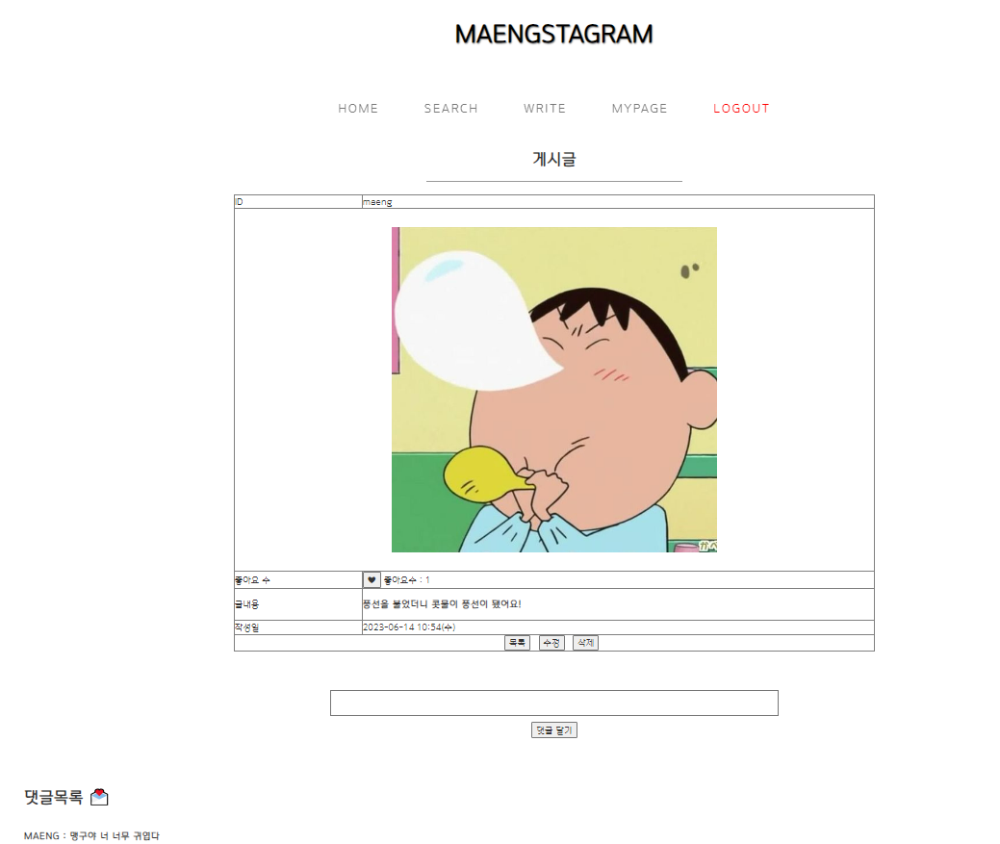 MAENGSTAGRAM
HOME SEARCH WRITE MYPAGE LOGOUT
게시글
ID maeng
좋아요 수 ♥ 좋아요수 : 1
글내용 풍선을 불었더니 콧물이 풍선이 됐어요!
작성일 2023-06-14 10:54(수)
목록 수정 삭제
댓글 달기
댓글목록 💌
MAENG : 맹구야 너 너무 귀엽다